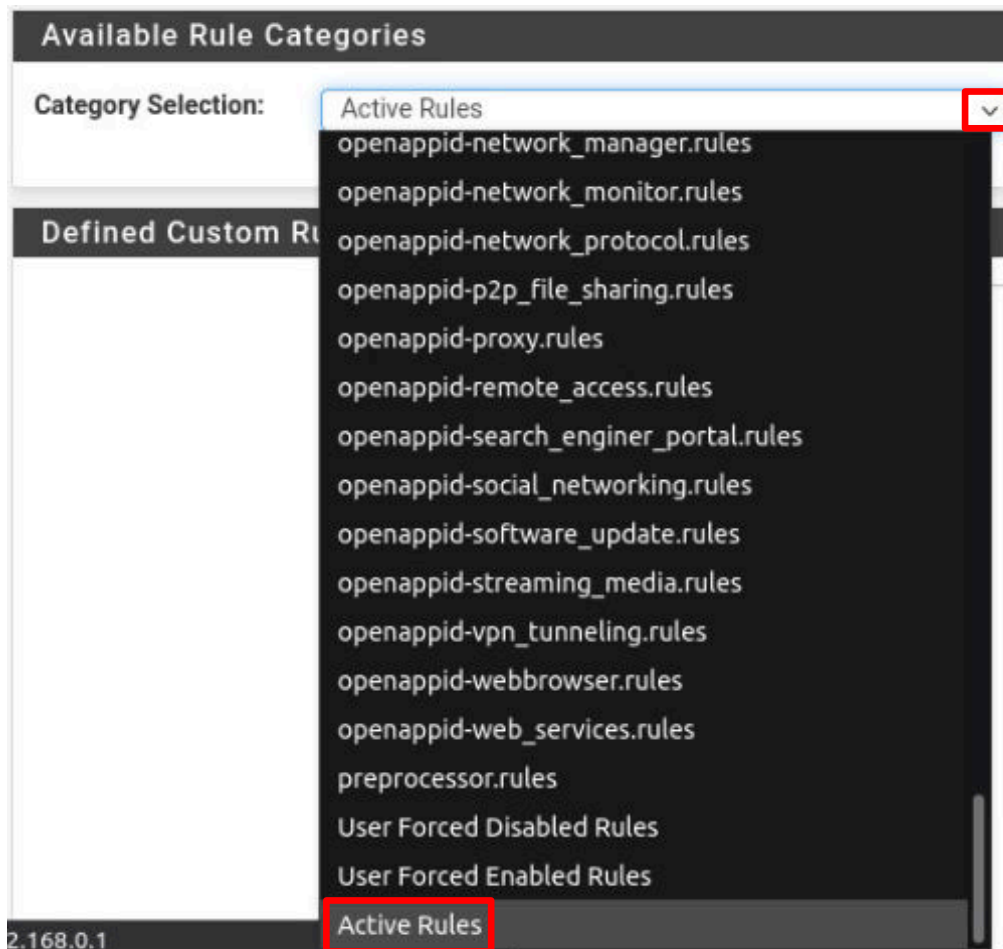 Available Rule Categories
Category Selection:
Active Rules
openappid-network_manager.rules
openappid-network_monitor.rules
Defined Custom Ru
openappid-network_protocol.rules
openappid-p2p_file_sharing.rules
openappid-proxy.rules
openappid-remote_access.rules
openappid-search_enginer_portal.rules
openappid-social_networking.rules
openappid-software_update.rules
openappid-streaming_media.rules
openappid-vpn_tunneling.rules
openappid-webbrowser.rules
openappid-web_services.rules
preprocessor.rules
User Forced Disabled Rules
User Forced Enabled Rules
Active Rules
2.168.0.1